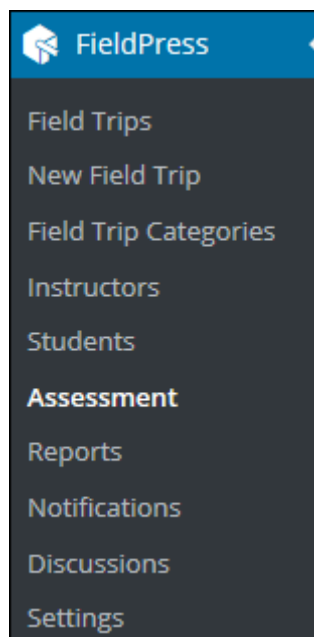 FieldPress
Field Trips
New Field Trip
Field Trip Categories
Instructors
Students
Assessment
Reports
Notifications
Discussions
Settings